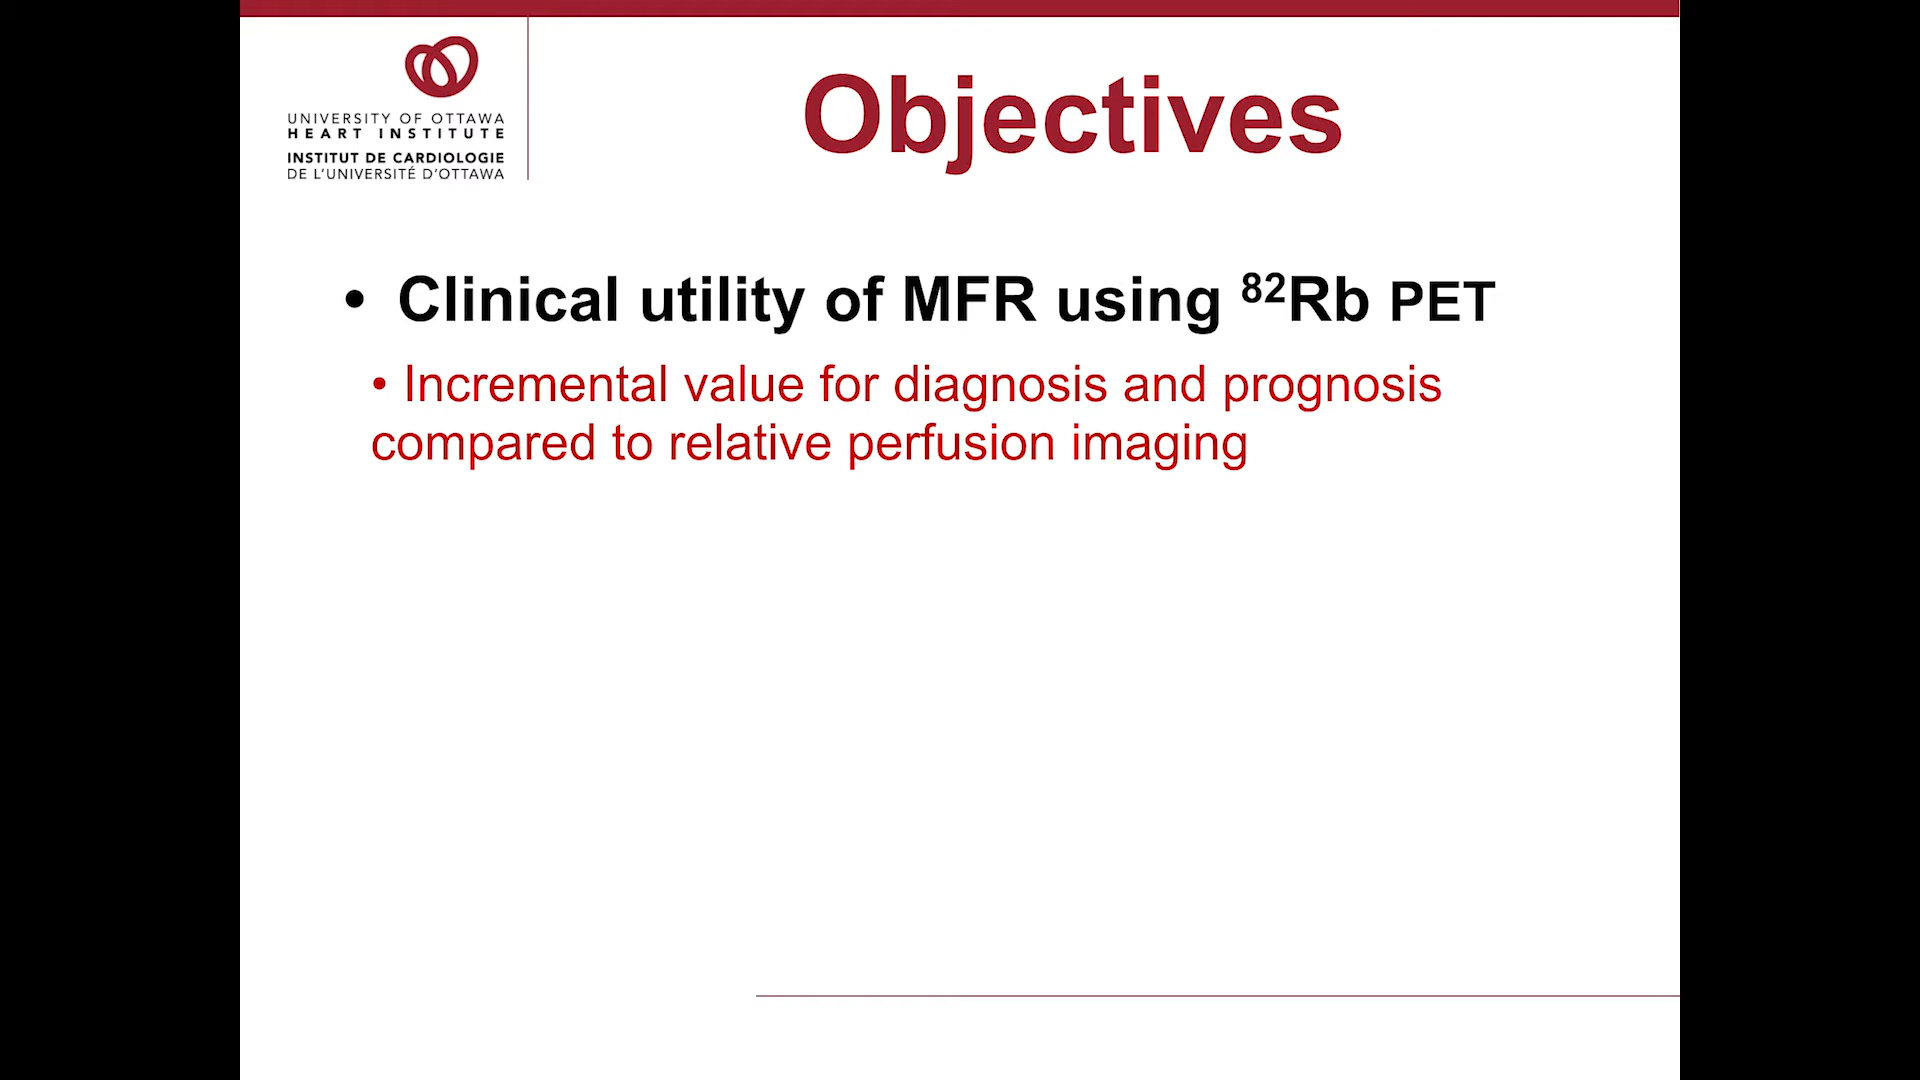 UNIVERSITY OF OTTAWA
HEART INSTITUTE
INSTITUT DE CARDIOLOGIE
DE L'UNIVERSITÉ D'OTTAWA
Objectives
• Clinical utility of MFR using ⁸²Rb PET
• Incremental value for diagnosis and prognosis
compared to relative perfusion imaging